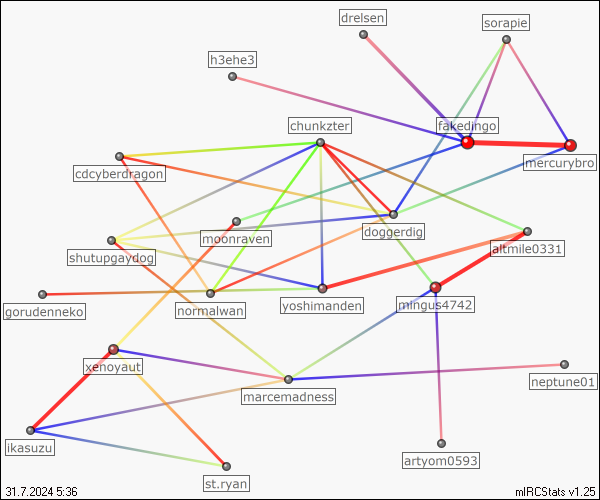 drelsen
sorapie
h3ehe3
chunkzter
fakedingo
mercurybro
cdcyberdragon
moonraven
doggerdig
altmile0331
shutupgaydog
gorudenneko
normalwan
yoshimanden
mingus4742
xenoyaut
marcemadness
neptune01
ikasuzu
artyom0593
st.ryan
31.7.2024 5:36
mIRCStats v1.25